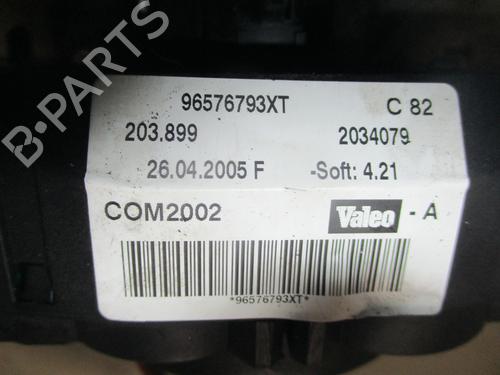 96576793XT C 82
203.899 2034079
26.04.2005 F -Soft: 4.21
COM2002 Valeo - A
*96576793XT*
B-PARTS